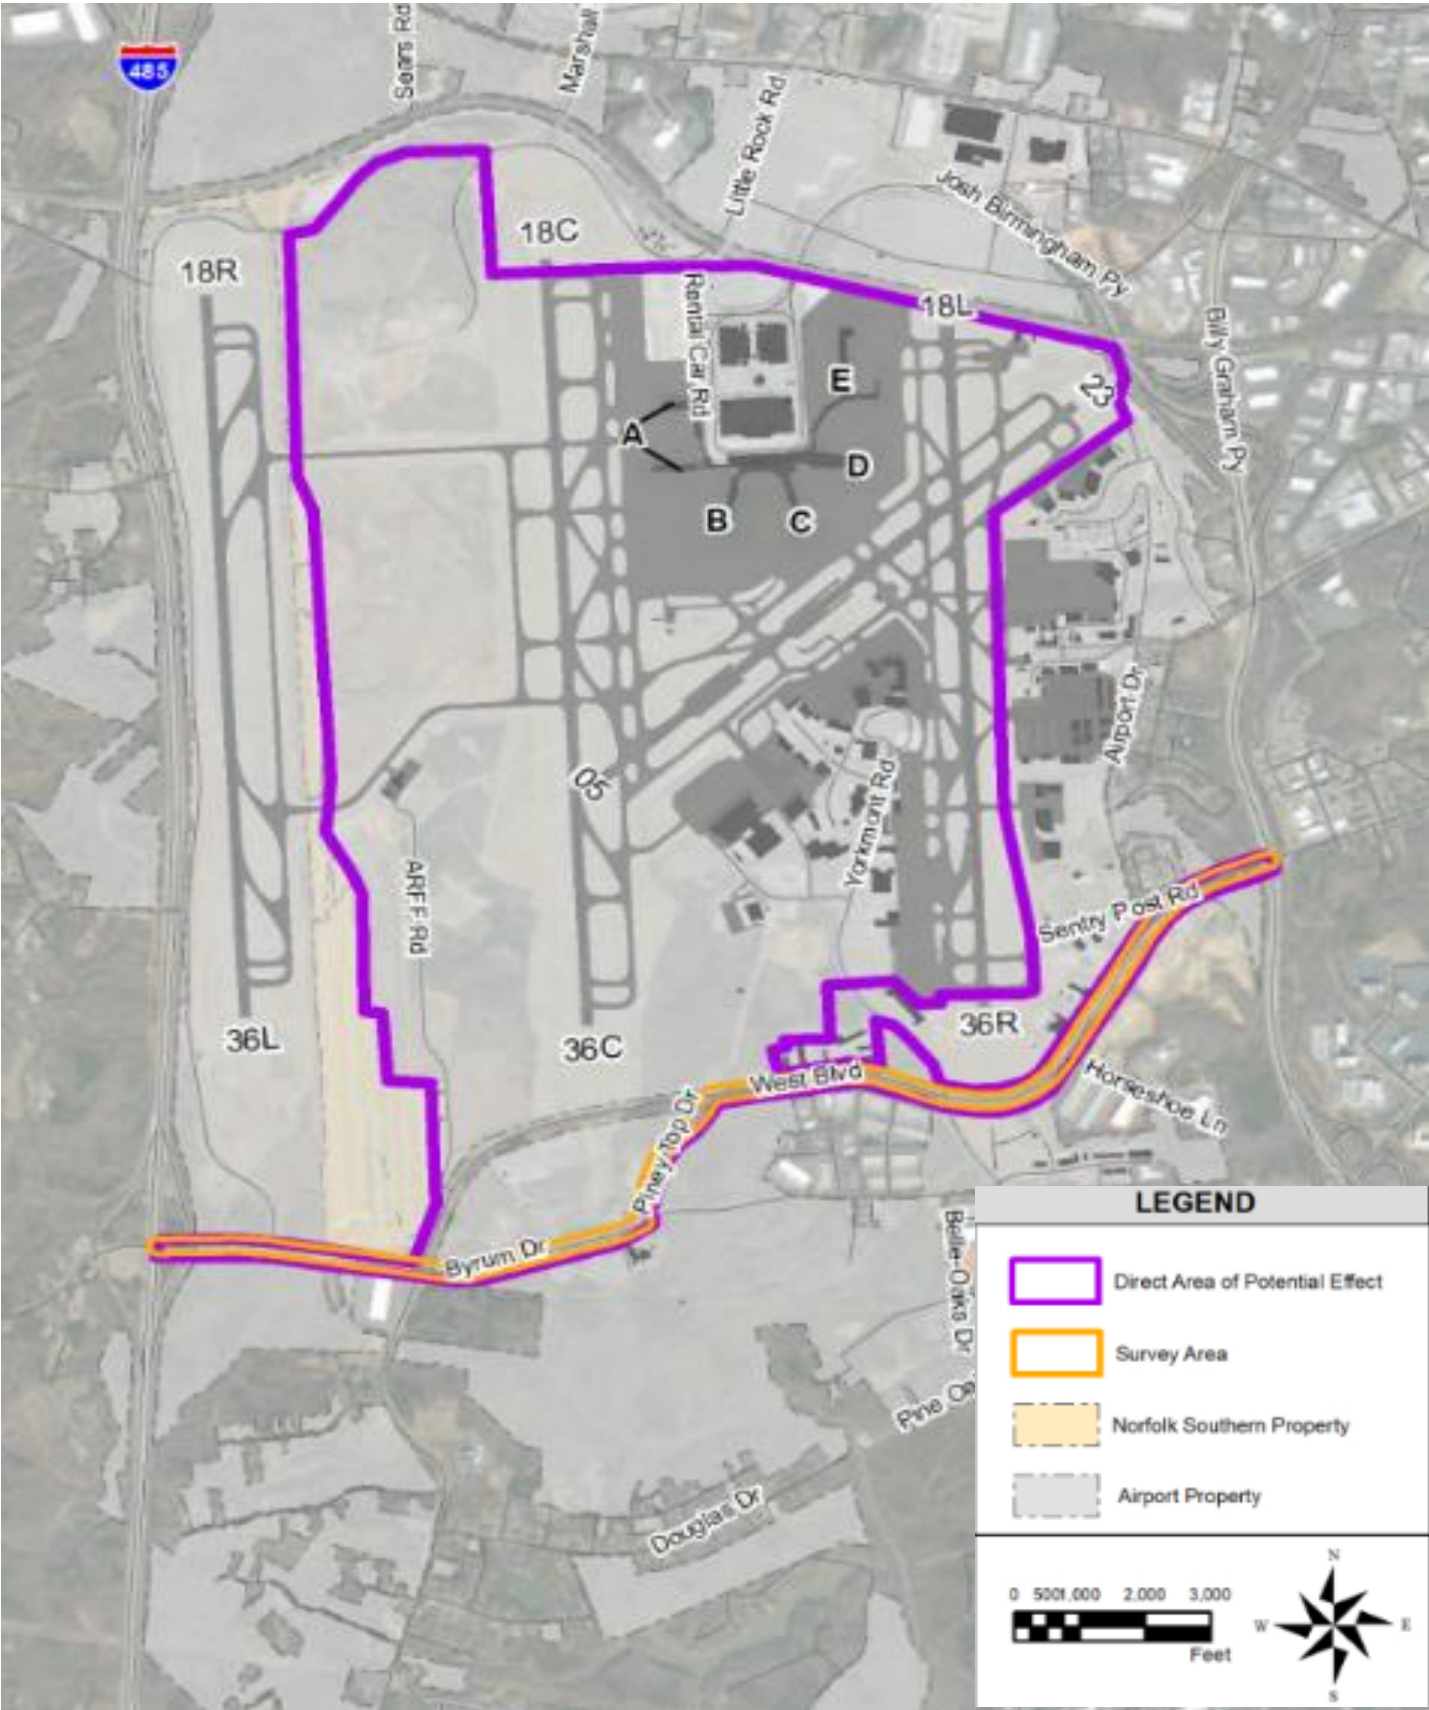 485
Sears Rd
Marshall
Little Rock Rd
Josh Birmingham Py
18C
18R
18L
Rental Car Rd
Billy Graham Py
23
E
A
D
B
C
Airport Dr
05
Yorkmont Rd
ARFF Rd
Sentry Post Rd
36L
36C
36R
West Blvd
Horseshoe Ln
Piney Top Dr
Byrum Dr
Belle Oaks Dr
Pine Oa
Douglas Dr
LEGEND
Direct Area of Potential Effect
Survey Area
Norfolk Southern Property
Airport Property
0 500 1,000 2,000 3,000
Feet
N
W
E
S